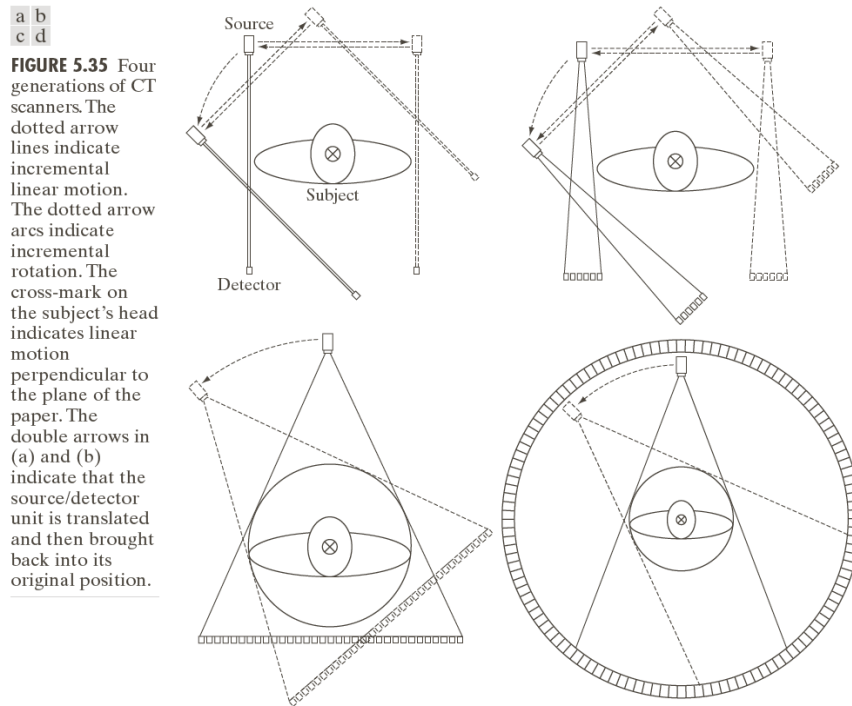 a b
c d
FIGURE 5.35 Four
generations of CT
scanners. The
dotted arrow
lines indicate
incremental
linear motion.
The dotted arrow
arcs indicate
incremental
rotation. The
cross-mark on
the subject's head
indicates linear
motion
perpendicular to
the plane of the
paper. The
double arrows in
(a) and (b)
indicate that the
source/detector
unit is translated
and then brought
back into its
original position.
Source
Subject
Detector